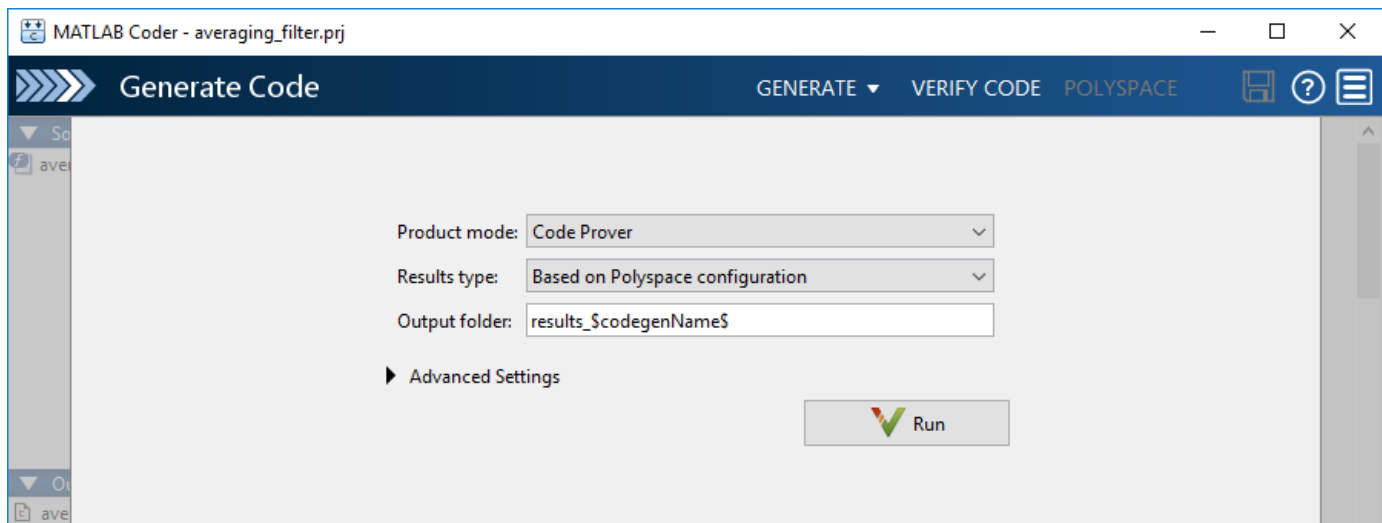 MATLAB Coder - averaging_filter.prj
Generate Code
GENERATE
VERIFY CODE
POLYSPACE
Product mode: Code Prover
Results type: Based on Polyspace configuration
Output folder: results_$codegenName$
Advanced Settings
Run